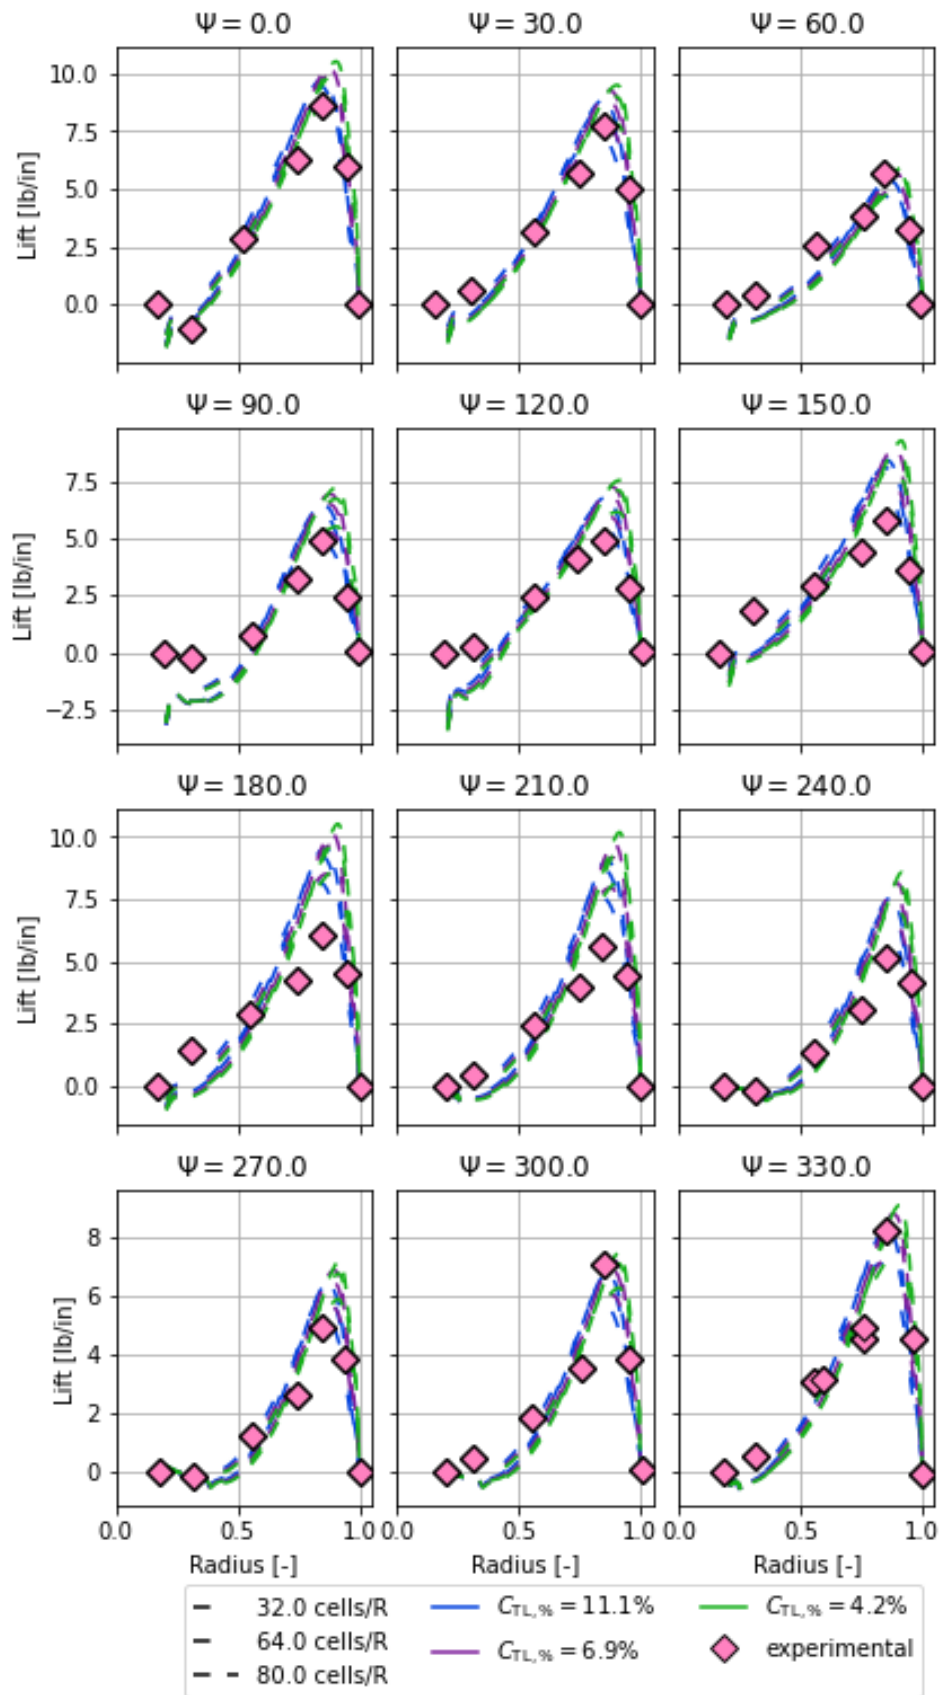 Ψ = 0.0 Ψ = 30.0 Ψ = 60.0
10.0
7.5
5.0
2.5
0.0
Lift [lb/in]
Ψ = 90.0 Ψ = 120.0 Ψ = 150.0
7.5
5.0
2.5
0.0
−2.5
Lift [lb/in]
Ψ = 180.0 Ψ = 210.0 Ψ = 240.0
10.0
7.5
5.0
2.5
0.0
Lift [lb/in]
Ψ = 270.0 Ψ = 300.0 Ψ = 330.0
8
6
4
2
0
Lift [lb/in]
0.0 0.5 1.0 0.0 0.5 1.0 0.0 0.5 1.0
Radius [-] Radius [-] Radius [-]
32.0 cells/R C_TL,% = 11.1% C_TL,% = 4.2%
64.0 cells/R C_TL,% = 6.9% experimental
80.0 cells/R